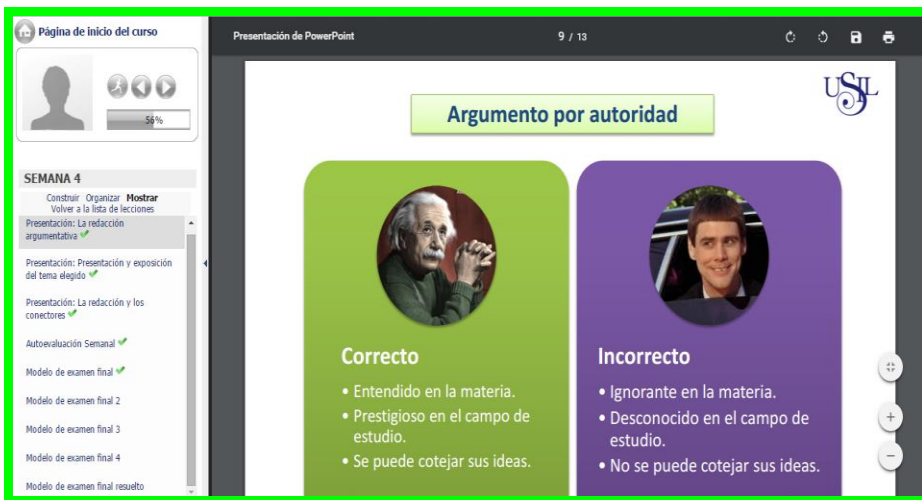 Página de inicio del curso
56%
SEMANA 4
Construir Organizar Mostrar
Volver a la lista de lecciones
Presentación: La redacción
argumentativa
Presentación: Presentación y exposición
del tema elegido
Presentación: La redacción y los
conectores
Autoevaluación Semanal
Modelo de examen final
Modelo de examen final 2
Modelo de examen final 3
Modelo de examen final 4
Modelo de examen final resuelto
Presentación de PowerPoint
9 / 13
USIL
Argumento por autoridad
Correcto
• Entendido en la materia.
• Prestigioso en el campo de
estudio.
• Se puede cotejar sus ideas.
Incorrecto
• Ignorante en la materia.
• Desconocido en el campo de
estudio.
• No se puede cotejar sus ideas.